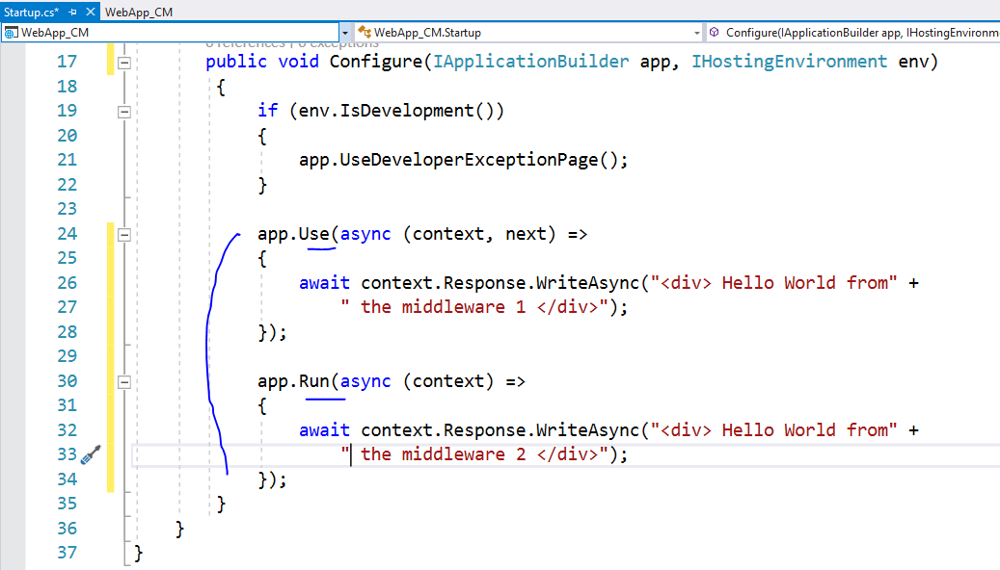 Startup.cs* WebApp_CM
WebApp_CM WebApp_CM.Startup Configure(IApplicationBuilder app, IHostingEnvironm
0 references | 0 exceptions
17 public void Configure(IApplicationBuilder app, IHostingEnvironment env)
18 {
19 if (env.IsDevelopment())
20 {
21 app.UseDeveloperExceptionPage();
22 }
23
24 app.Use(async (context, next) =>
25 {
26 await context.Response.WriteAsync("<div> Hello World from" +
27 " the middleware 1 </div>");
28 });
29
30 app.Run(async (context) =>
31 {
32 await context.Response.WriteAsync("<div> Hello World from" +
33 " the middleware 2 </div>");
34 });
35 }
36 }
37 }